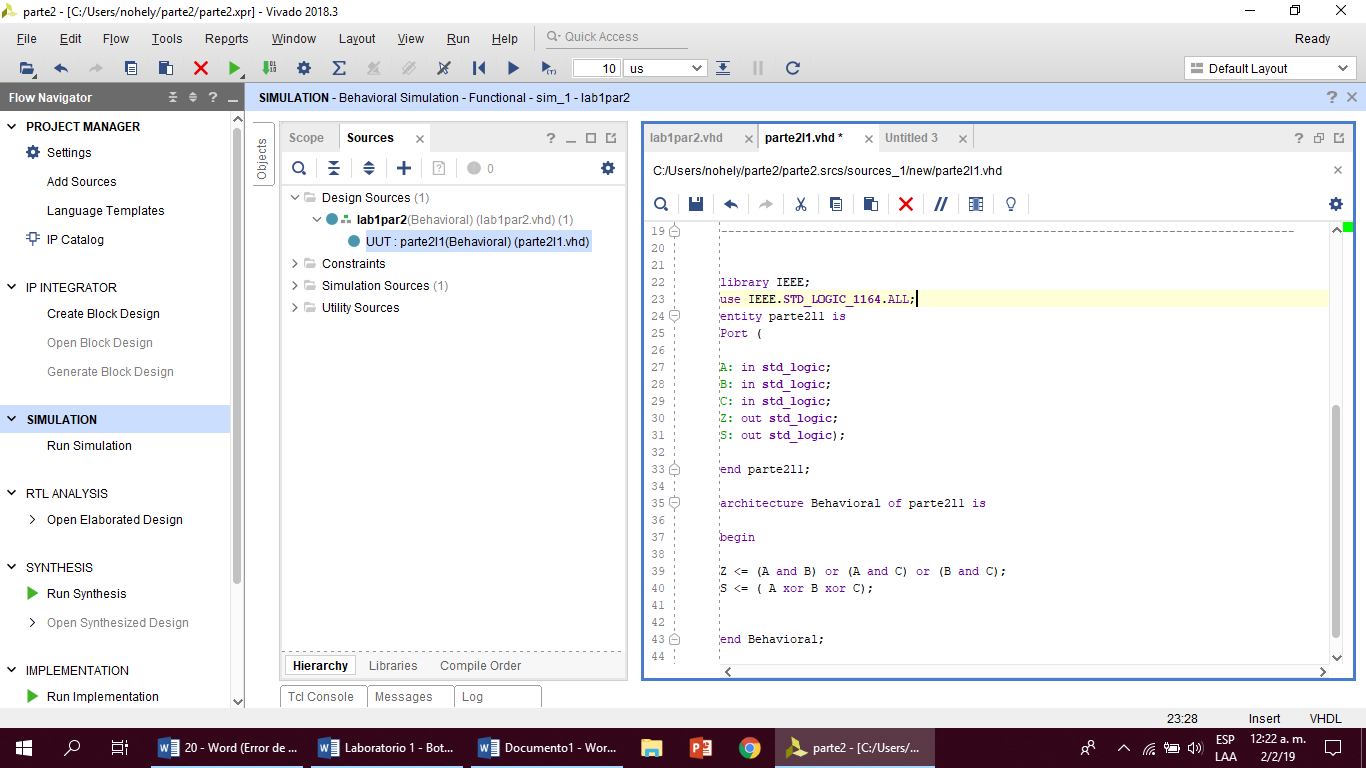 parte2 - [C:/Users/nohely/parte2/parte2.xpr] - Vivado 2018.3
File Edit Flow Tools Reports Window Layout View Run Help Quick Access Ready
10 us Default Layout
Flow Navigator
SIMULATION - Behavioral Simulation - Functional - sim_1 - lab1par2
PROJECT MANAGER
Settings
Add Sources
Language Templates
IP Catalog
IP INTEGRATOR
Create Block Design
Open Block Design
Generate Block Design
SIMULATION
Run Simulation
RTL ANALYSIS
Open Elaborated Design
SYNTHESIS
Run Synthesis
Open Synthesized Design
IMPLEMENTATION
Run Implementation
Objects
Scope Sources
0
Design Sources (1)
lab1par2(Behavioral) (lab1par2.vhd) (1)
UUT : parte2l1(Behavioral) (parte2l1.vhd)
Constraints
Simulation Sources (1)
Utility Sources
Hierarchy Libraries Compile Order
Tcl Console Messages Log
lab1par2.vhd parte2l1.vhd * Untitled 3
C:/Users/nohely/parte2/parte2.srcs/sources_1/new/parte2l1.vhd
19 ----------------------------------------------------------------------------------
20
21
22 library IEEE;
23 use IEEE.STD_LOGIC_1164.ALL;
24 entity parte2l1 is
25 Port (
26
27 A: in std_logic;
28 B: in std_logic;
29 C: in std_logic;
30 Z: out std_logic;
31 S: out std_logic);
32
33 end parte2l1;
34
35 architecture Behavioral of parte2l1 is
36
37 begin
38
39 Z <= (A and B) or (A and C) or (B and C);
40 S <= ( A xor B xor C);
41
42
43 end Behavioral;
44
23:28 Insert VHDL
20 - Word (Error de ...
Laboratorio 1 - Bot...
Documento1 - Wor...
parte2 - [C:/Users/...
ESP
LAA
12:22 a. m.
2/2/19